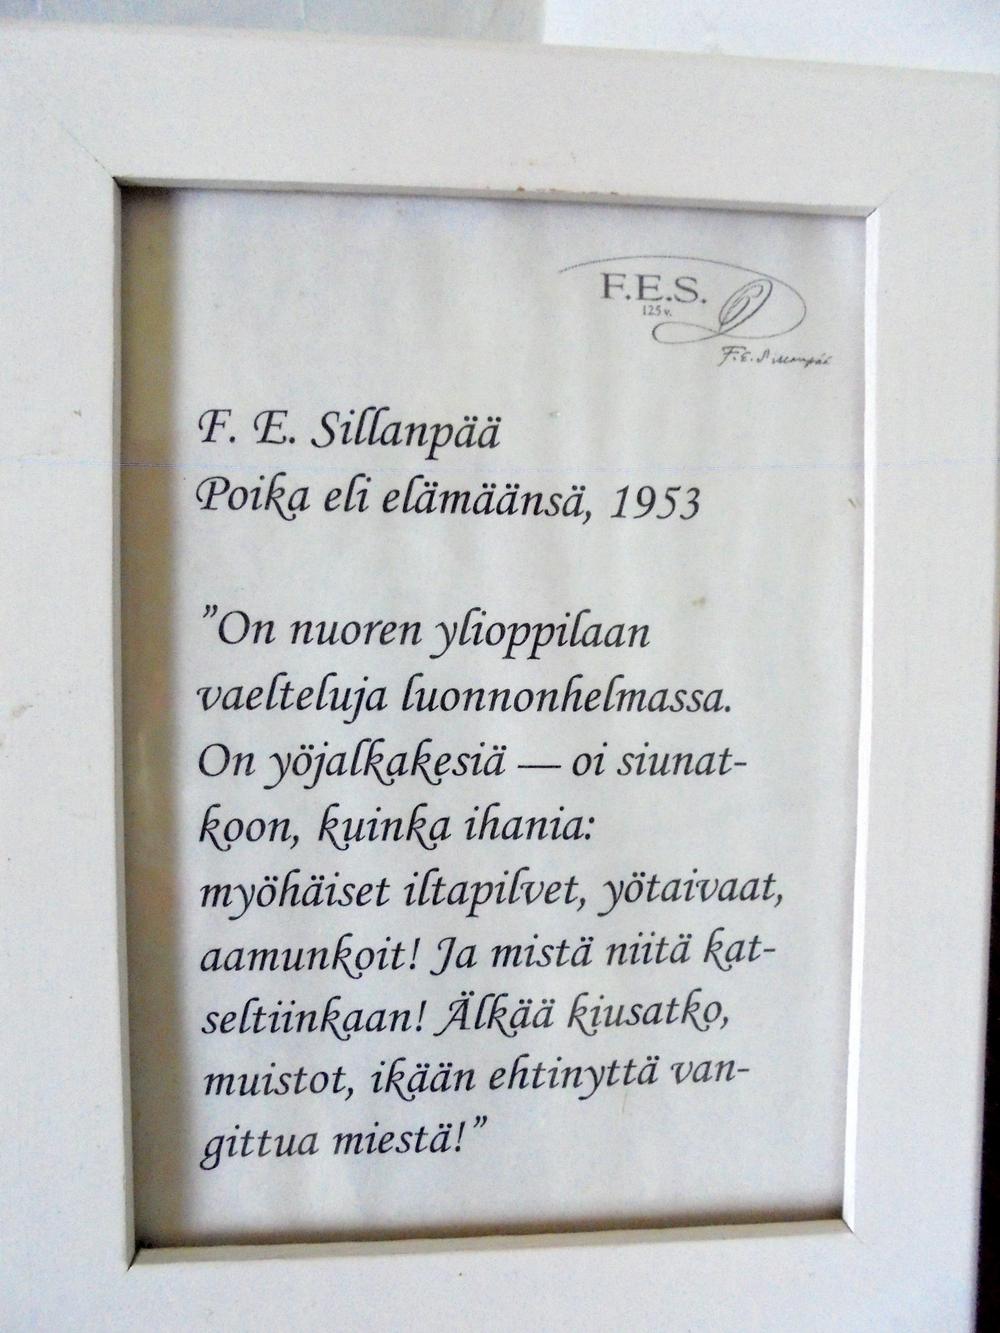 F.E.S.
125 v.
F. E. Sillanpää
F. E. Sillanpää
Poika eli elämäänsä, 1953
”On nuoren ylioppilaan
vaelteluja luonnonhelmassa.
On yöjalkakesiä — oi siunat-
koon, kuinka ihania:
myöhäiset iltapilvet, yötaivaat,
aamunkoit! Ja mistä niitä kat-
seltiinkaan! Älkää kiusatko,
muistot, ikään ehtinyttä van-
gittua miestä!”